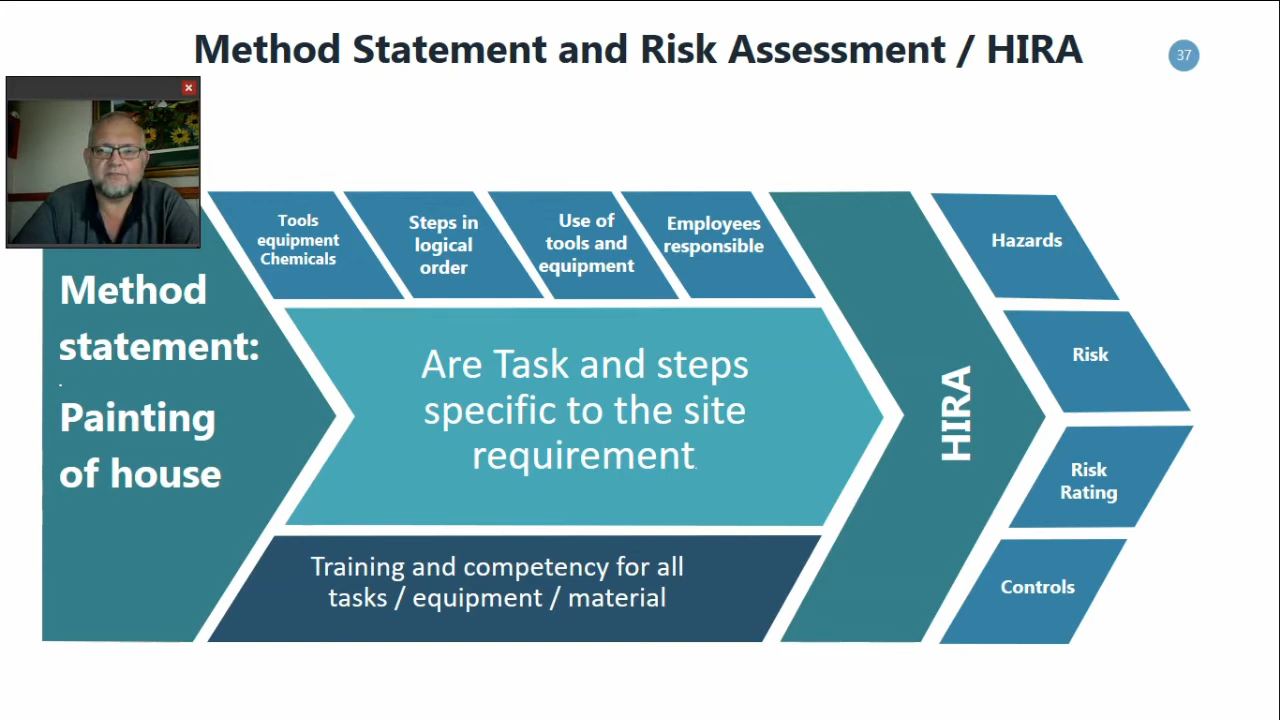 Method Statement and Risk Assessment / HIRA
37
Method
statement:
.
Painting
of house
Tools
equipment
Chemicals
Steps in
logical
order
Use of
tools and
equipment
Employees
responsible
Are Task and steps
specific to the site
requirement.
Training and competency for all
tasks / equipment / material
HIRA
Hazards
Risk
Risk
Rating
Controls